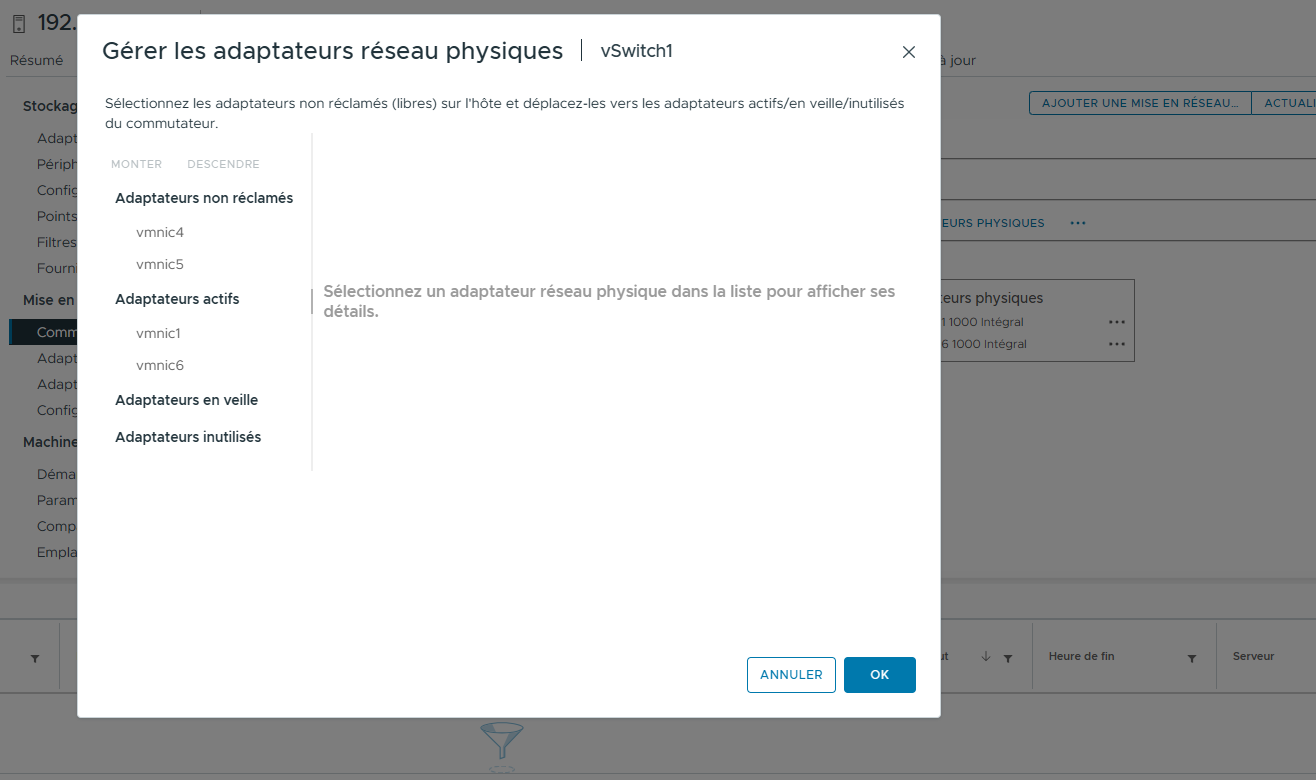 192.
Résumé
à jour
Gérer les adaptateurs réseau physiques | vSwitch1
Sélectionnez les adaptateurs non réclamés (libres) sur l'hôte et déplacez-les vers les adaptateurs actifs/en veille/inutilisés
du commutateur.
MONTER DESCENDRE
Adaptateurs non réclamés
vmnic4
vmnic5
Adaptateurs actifs
vmnic1
vmnic6
Adaptateurs en veille
Adaptateurs inutilisés
Sélectionnez un adaptateur réseau physique dans la liste pour afficher ses
détails.
ANNULER OK
Stockag
Adapt
Périph
Config
Points
Filtres
Fourni
Mise en
Comm
Adapt
Adapt
Config
Machine
Déma
Param
Comp
Empla
AJOUTER UNE MISE EN RÉSEAU... ACTUALI
EURS PHYSIQUES ...
teurs physiques
1 1000 Intégral ...
6 1000 Intégral ...
ut Heure de fin Serveur